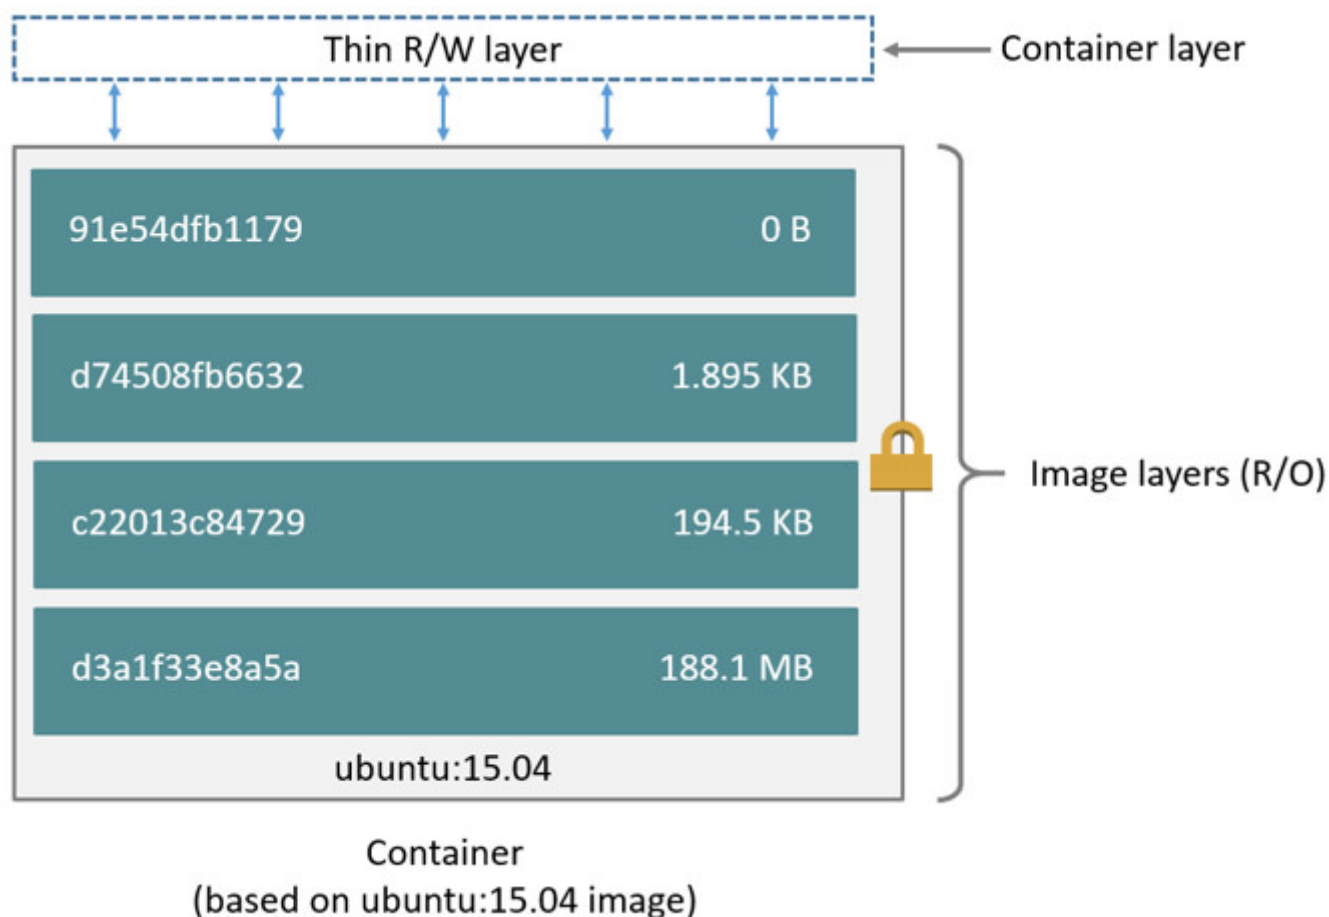 Thin R/W layer
Container layer
91e54dfb1179 0 B
d74508fb6632 1.895 KB
c22013c84729 194.5 KB
Image layers (R/O)
d3a1f33e8a5a 188.1 MB
ubuntu:15.04
Container
(based on ubuntu:15.04 image)